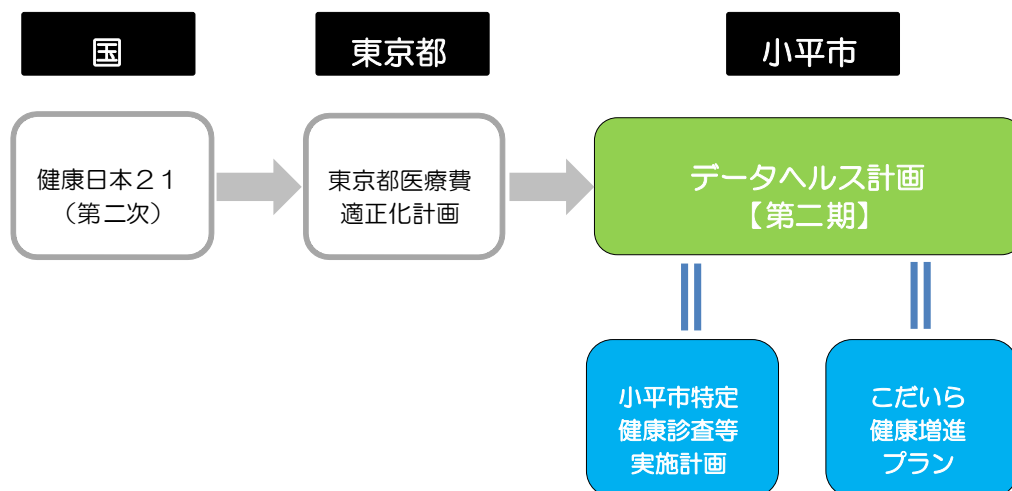 国
東京都
小平市
健康日本２１
（第二次）
東京都医療費
適正化計画
データヘルス計画
【第二期】
小平市特定
健康診査等
実施計画
こだいら
健康増進
プラン